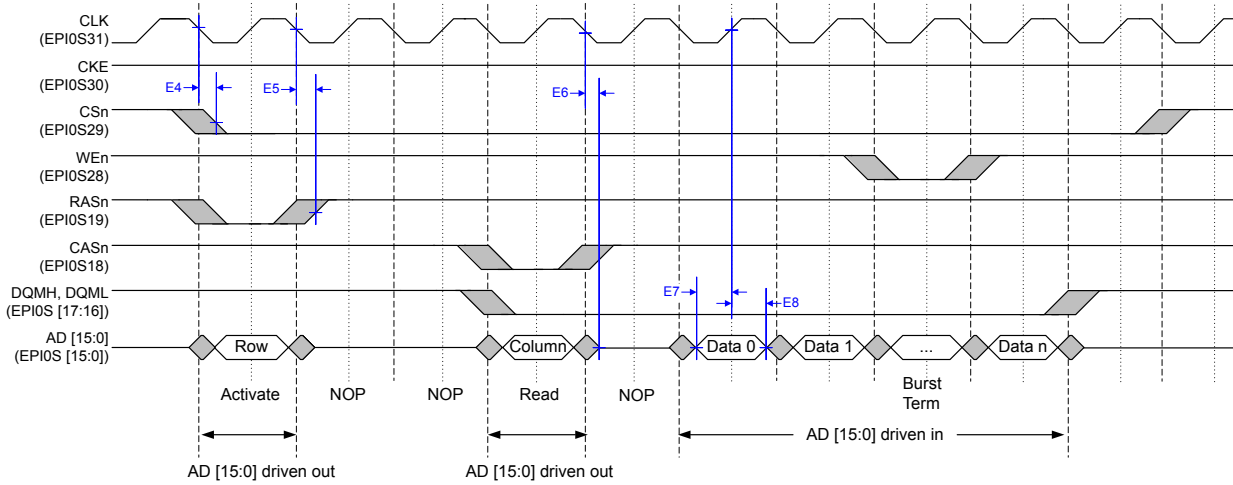 CLK
(EPI0S31)
CKE
(EPI0S30)
E4
E5
E6
CSn
(EPI0S29)
WEn
(EPI0S28)
RASn
(EPI0S19)
CASn
(EPI0S18)
DQMH, DQML
(EPI0S [17:16])
E7
E8
AD [15:0]
(EPI0S [15:0])
Row
Column
Data 0
Data 1
...
Data n
Activate
NOP
NOP
Read
NOP
Burst
Term
AD [15:0] driven in
AD [15:0] driven out
AD [15:0] driven out